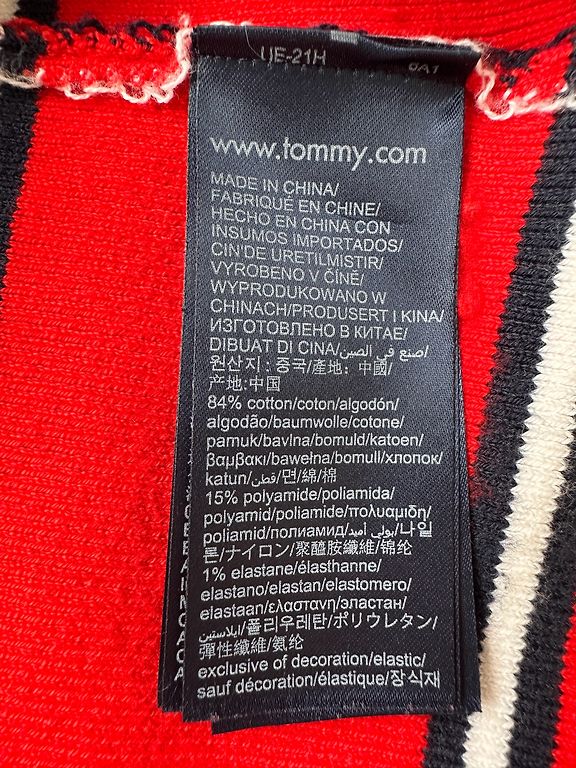 UE-21H
0A1
www.tommy.com
MADE IN CHINA/
FABRIQUÉ EN CHINE/
HECHO EN CHINA CON
INSUMOS IMPORTADOS/
CIN'DE URETILMISTIR/
VYROBENO V ČÍNĚ/
WYPRODUKOWANO W
CHINACH/PRODUSERT I KINA/
ИЗГОТОВЛЕНО В КИТАЕ/
DIBUAT DI CINA/صنع في الصين/
원산지: 중국/產地: 中國/
产地:中国
84% cotton/coton/algodón/
algodão/baumwolle/cotone/
pamuk/bavlna/bomuld/katoen/
βαμβακι/bawełna/bomull/хлопок/
katun/قطن/면/綿/棉
15% polyamide/poliamida/
polyamid/poliamide/πολυαμιδη/
poliamid/полиамид/بولي أميد/나일
론/ナイロン/聚醯胺纖維/锦纶
1% elastane/élasthanne/
elastano/elastan/elastomero/
elastaan/ελαστανη/эластан/
ايلاستين/폴리우레탄/ポリウレタン/
彈性纖維/氨纶
exclusive of decoration/elastic/
sauf décoration/élastique/장식재